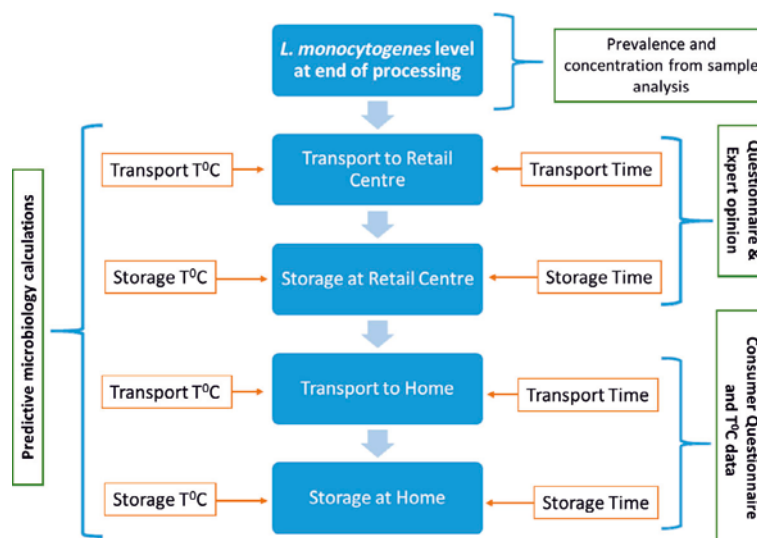 L. monocytogenes level
at end of processing
Prevalence and
concentration from sample
analysis
Transport T⁰C
Transport to Retail
Centre
Transport Time
Questionnaire &
Expert opinion
Storage T⁰C
Storage at Retail Centre
Storage Time
Predictive microbiology calculations
Transport T⁰C
Transport to Home
Transport Time
Consumer Questionnaire
and T⁰C data
Storage T⁰C
Storage at Home
Storage Time